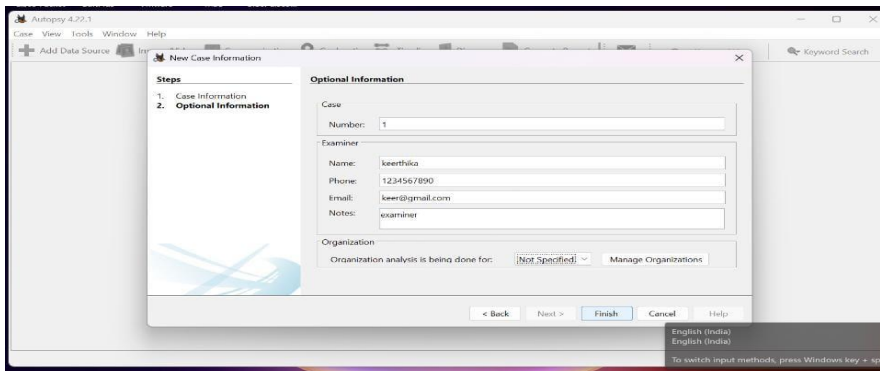 Autopsy 4.22.1
Case View Tools Window Help
Add Data Source
Keyword Search
New Case Information
Steps
1. Case Information
2. Optional Information
Optional Information
Case
Number: 1
Examiner
Name: keerthika
Phone: 1234567890
Email: keer@gmail.com
Notes: examiner
Organization
Organization analysis is being done for: Not Specified Manage Organizations
< Back Next > Finish Cancel Help
English (India)
English (India)
To switch input methods, press Windows key + sp